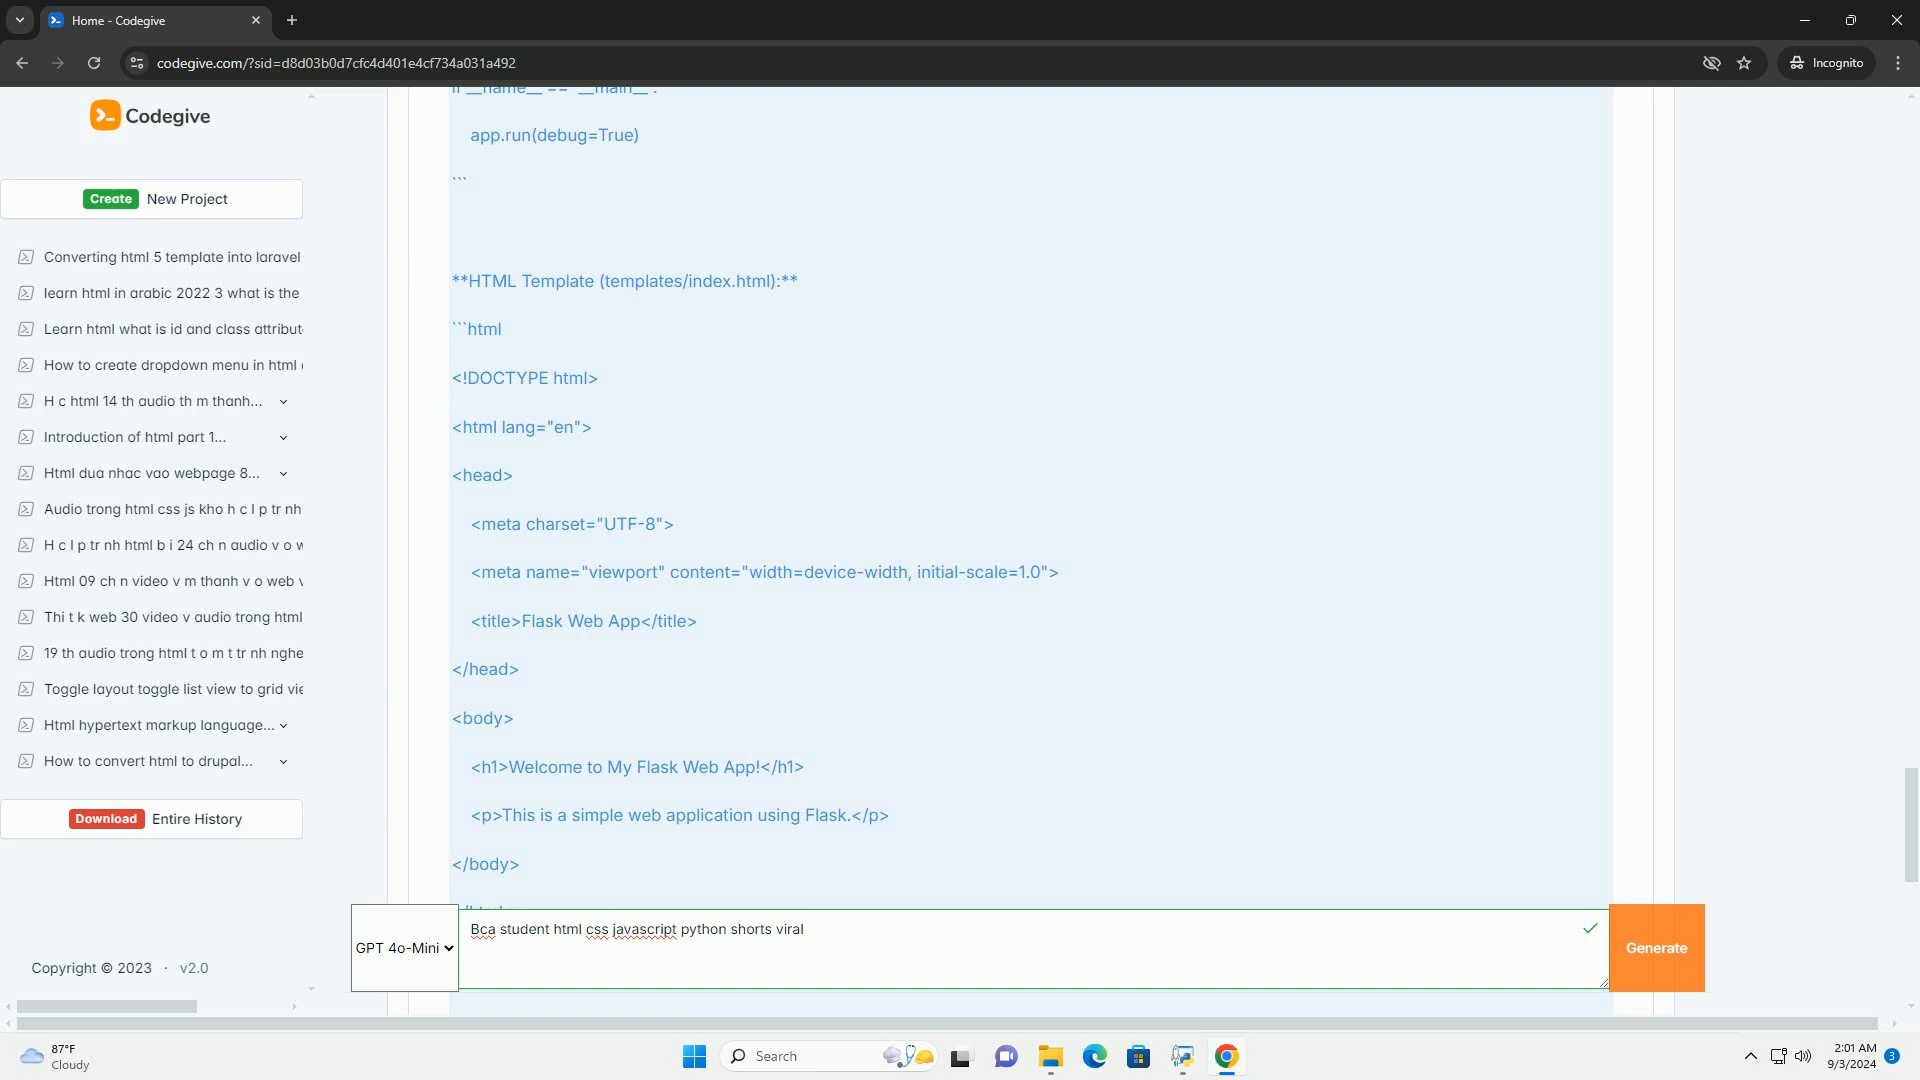 Home - Codegive
codegive.com/?sid=d8d03b0d7cfc4d401e4cf734a031a492
Incognito
Codegive
Create New Project
Converting html 5 template into laravel
learn html in arabic 2022 3 what is the
Learn html what is id and class attribut
How to create dropdown menu in html
H c html 14 th audio th m thanh...
Introduction of html part 1...
Html dua nhac vao webpage 8...
Audio trong html css js kho h c l p tr nh
H c l p tr nh html b i 24 ch n audio v o w
Html 09 ch n video v m thanh v o web v
Thi t k web 30 video v audio trong html
19 th audio trong html t o m t tr nh nghe
Toggle layout toggle list view to grid vie
Html hypertext markup language...
How to convert html to drupal...
Download Entire History
Copyright © 2023 · v2.0
if __name__ == '__main__':
app.run(debug=True)
```
**HTML Template (templates/index.html):**
```html
<!DOCTYPE html>
<html lang="en">
<head>
<meta charset="UTF-8">
<meta name="viewport" content="width=device-width, initial-scale=1.0">
<title>Flask Web App</title>
</head>
<body>
<h1>Welcome to My Flask Web App!</h1>
<p>This is a simple web application using Flask.</p>
</body>
GPT 4o-Mini
Bca student html css javascript python shorts viral
Generate
87°F
Cloudy
Search
2:01 AM
9/3/2024
3